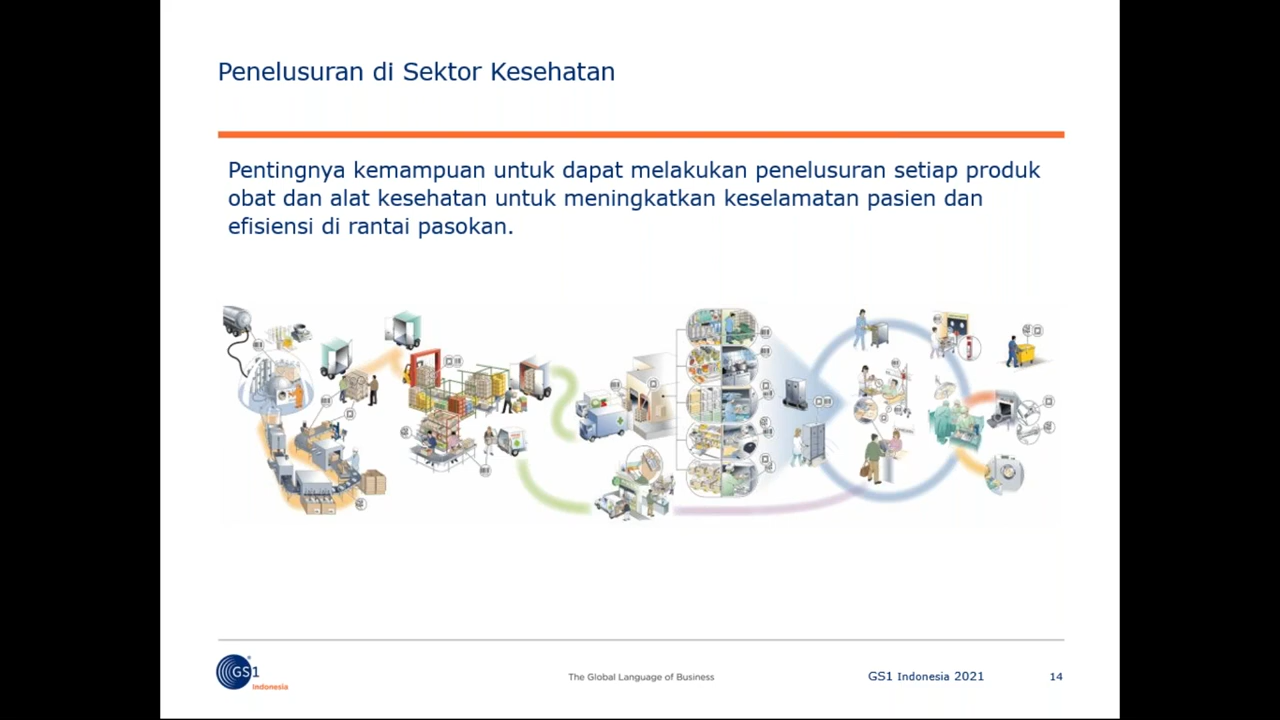 Penelusuran di Sektor Kesehatan
Pentingnya kemampuan untuk dapat melakukan penelusuran setiap produk
obat dan alat kesehatan untuk meningkatkan keselamatan pasien dan
efisiensi di rantai pasokan.
GS1
Indonesia
The Global Language of Business
GS1 Indonesia 2021
14